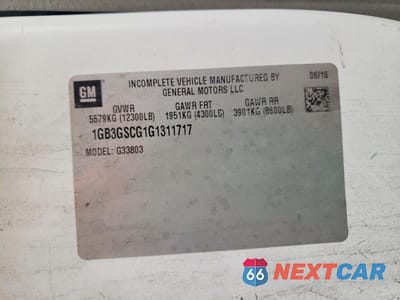 GM
INCOMPLETE VEHICLE MANUFACTURED BY
GENERAL MOTORS LLC
06/16
GVWR
GAWR FRT
GAWR RR
5579KG (12300LB)
1951KG (4300LB)
3901KG (8600LB)
1GB3GSCG1G1311717
MODEL: G33803
66 NEXTCAR